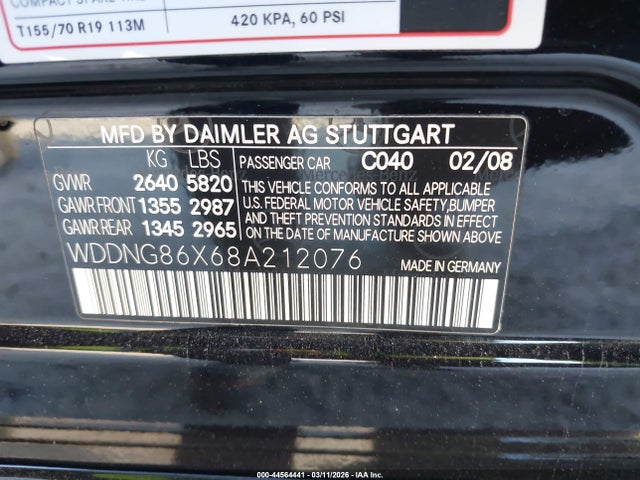 T155/70 R19 113M 420 KPA, 60 PSI
MFD BY DAIMLER AG STUTTGART
KG LBS PASSENGER CAR C040 02/08
GVWR 2640 5820 THIS VEHICLE CONFORMS TO ALL APPLICABLE
GAWR FRONT 1355 2987 U.S. FEDERAL MOTOR VEHICLE SAFETY, BUMPER
GAWR REAR 1345 2965 AND THEFT PREVENTION STANDARDS IN EFFECT
ON THE DATE OF MANUFACTURE SHOWN ABOVE
WDDNG86X68A212076 MADE IN GERMANY
000-44564441 - 03/11/2026 - IAA Inc.